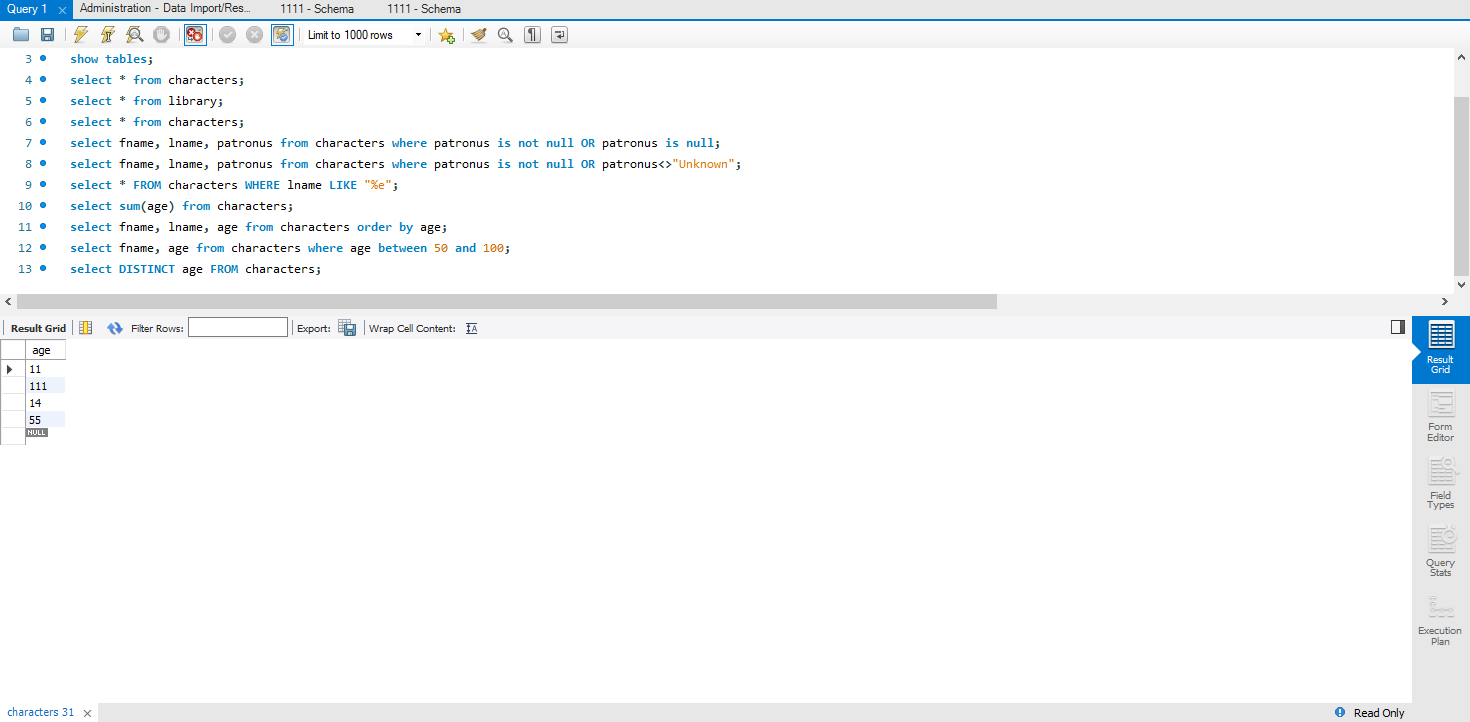 Query 1 Administration - Data Import/Res... 1111 - Schema 1111 - Schema
Limit to 1000 rows
3 show tables;
4 select * from characters;
5 select * from library;
6 select * from characters;
7 select fname, lname, patronus from characters where patronus is not null OR patronus is null;
8 select fname, lname, patronus from characters where patronus is not null OR patronus<>"Unknown";
9 select * FROM characters WHERE lname LIKE "%e";
10 select sum(age) from characters;
11 select fname, lname, age from characters order by age;
12 select fname, age from characters where age between 50 and 100;
13 select DISTINCT age FROM characters;
Result Grid Filter Rows: Export: Wrap Cell Content:
age
11
111
14
55
NULL
Result
Grid
Form
Editor
Field
Types
Query
Stats
Execution
Plan
characters 31 Read Only